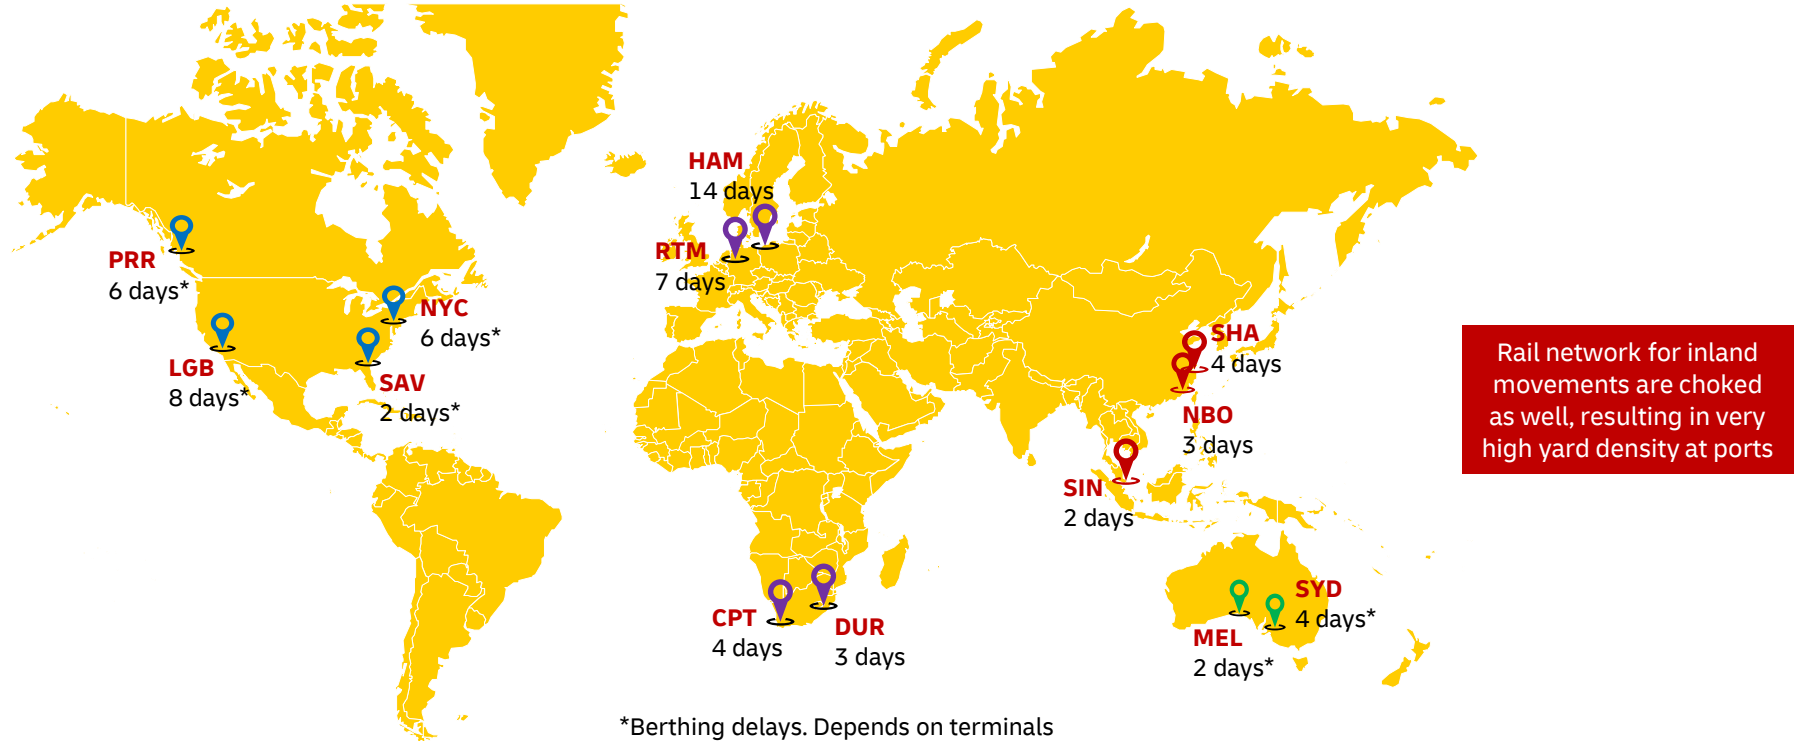 HAM
14 days
RTM
7 days
PRR
6 days*
NYC
6 days*
LGB
8 days*
SAV
2 days*
SHA
4 days
NBO
3 days
SIN
2 days
CPT
4 days
DUR
3 days
SYD
4 days*
MEL
2 days*
Rail network for inland
movements are choked
as well, resulting in very
high yard density at ports
*Berthing delays. Depends on terminals